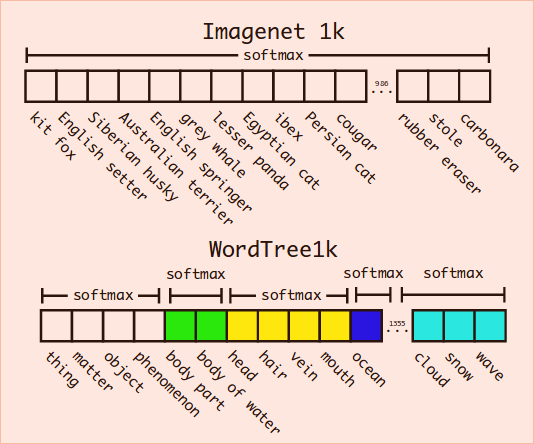 Imagenet 1k
softmax
986
...
kit fox
English setter
Siberian husky
Australian terrier
English springer
grey whale
lesser panda
Egyptian cat
ibex
Persian cat
cougar
rubber eraser
stole
carbonara
WordTree1k
softmax
softmax
softmax
softmax
softmax
1355
...
thing
matter
object
phenomenon
body part
body of water
head
hair
vein
mouth
ocean
cloud
snow
wave